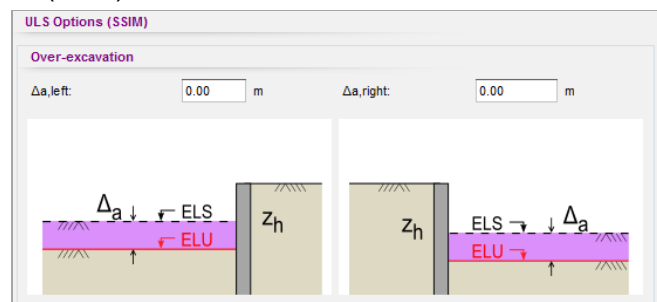 ULS Options (SSIM)
Over-excavation
Δa,left: 0.00 m Δa,right: 0.00 m
Δa ELS Zh
ELU
Zh ELS Δa
ELU